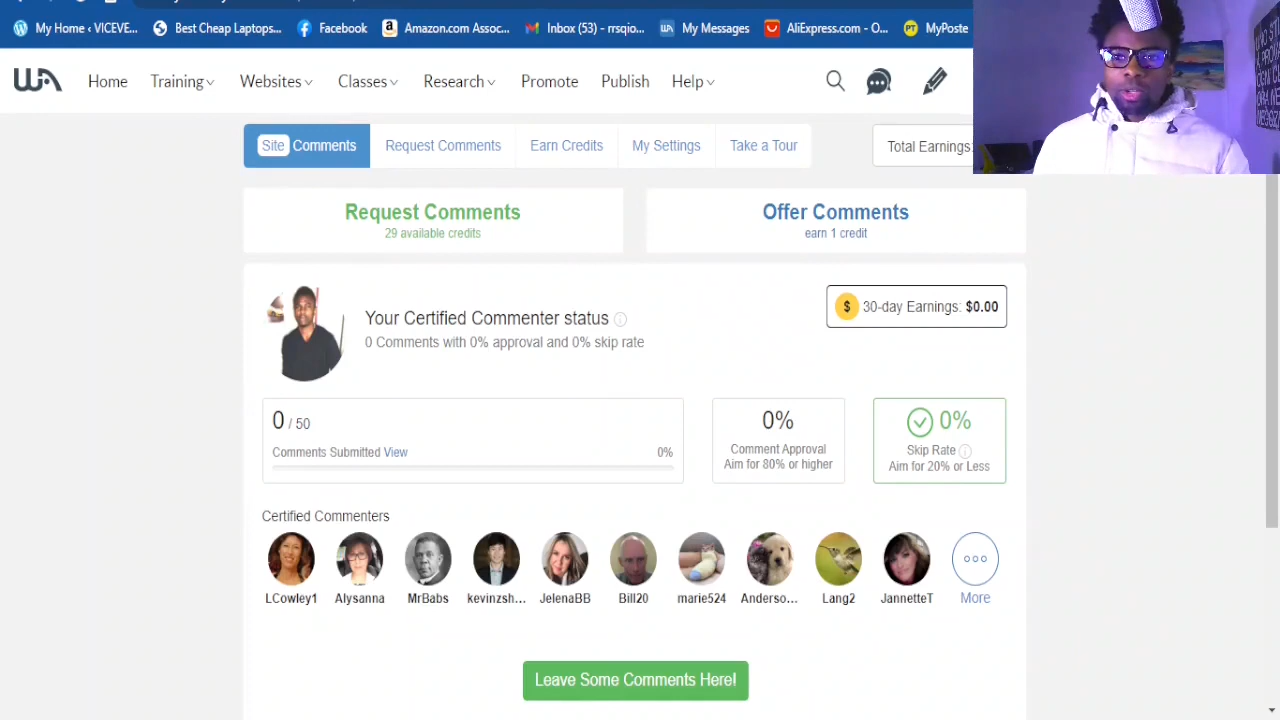 My Home ‹ VICEVE... Best Cheap Laptops... Facebook Amazon.com Assoc... Inbox (53) - rrsqio... My Messages AliExpress.com - O... MyPoste
WA Home Training Websites Classes Research Promote Publish Help
Site Comments Request Comments Earn Credits My Settings Take a Tour Total Earnings:
Request Comments
29 available credits
Offer Comments
earn 1 credit
Your Certified Commenter status
0 Comments with 0% approval and 0% skip rate
$ 30-day Earnings: $0.00
0 / 50
Comments Submitted View 0%
0%
Comment Approval
Aim for 80% or higher
0%
Skip Rate
Aim for 20% or Less
Certified Commenters
LCowley1 Alysanna MrBabs kevinzsh... JelenaBB Bill20 marie524 Anderso... Lang2 JannetteT More
Leave Some Comments Here!